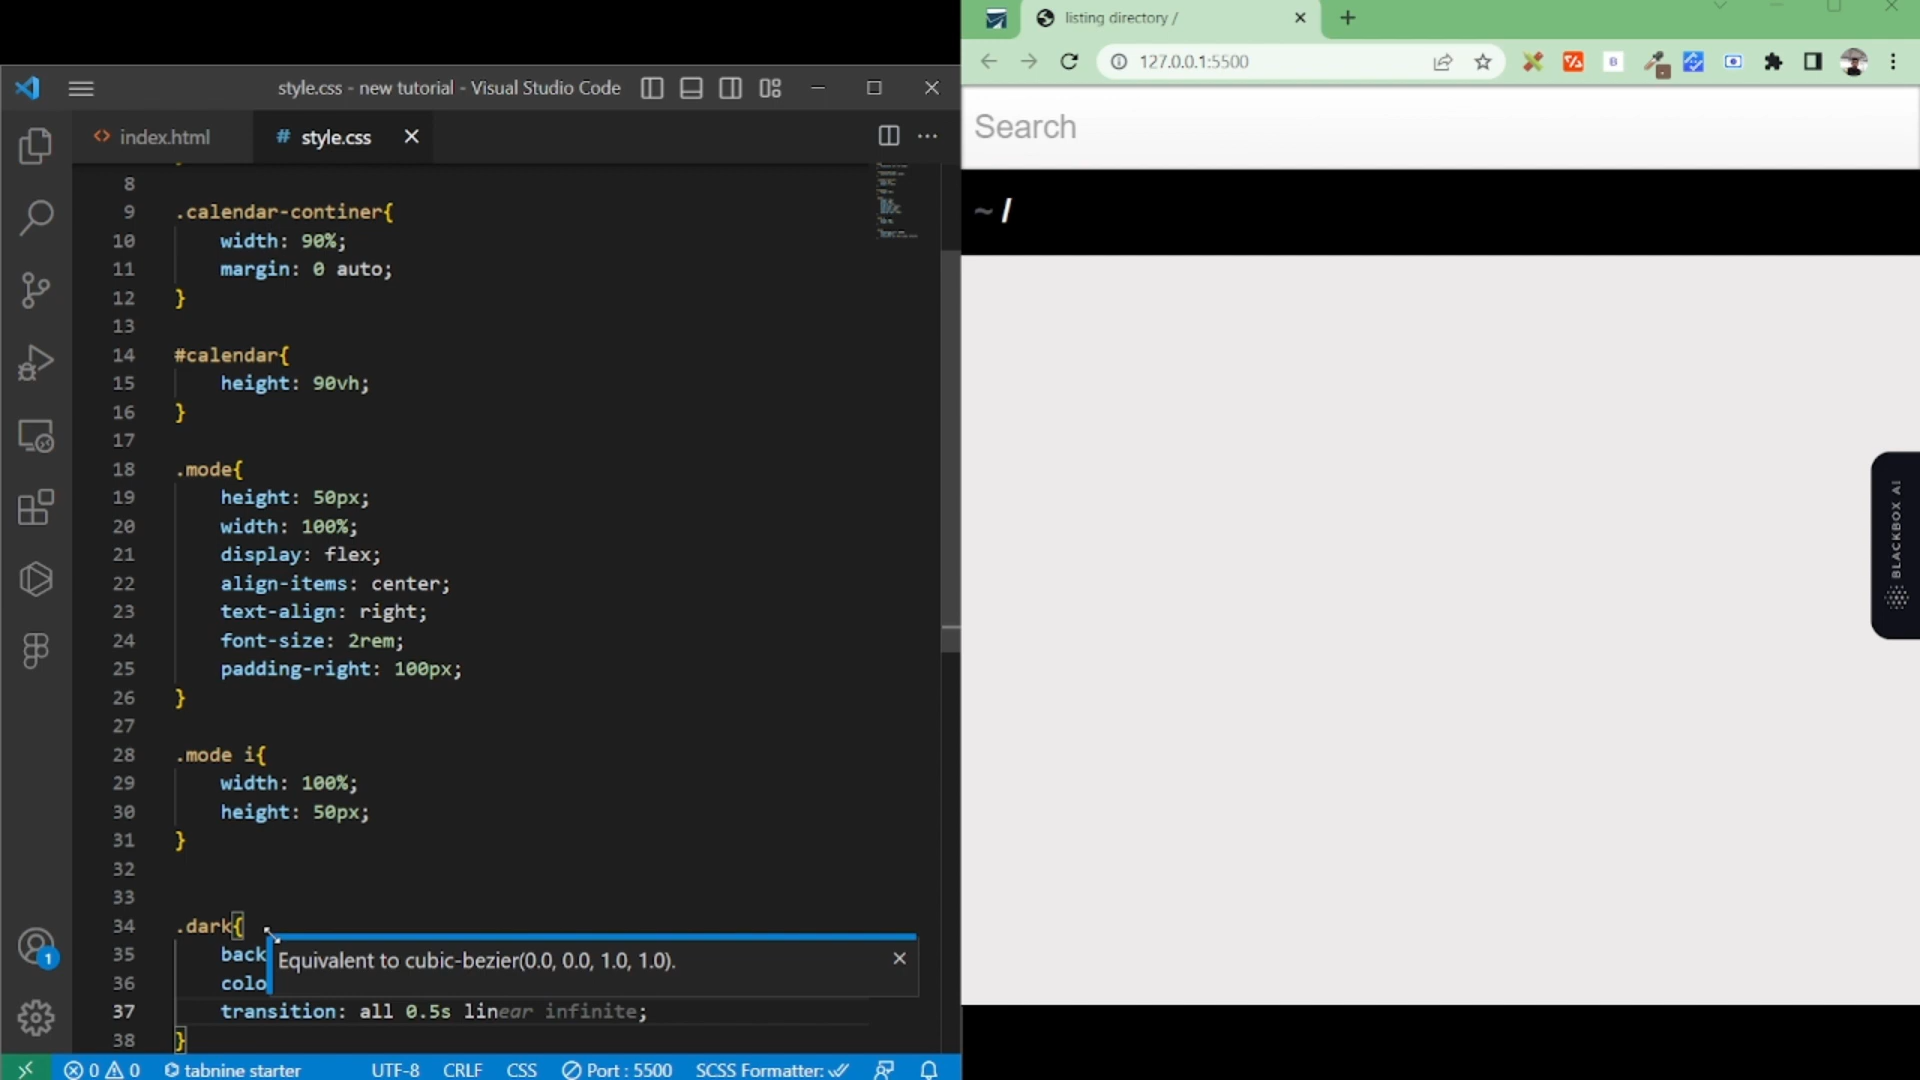 style.css - new tutorial - Visual Studio Code
index.html
# style.css
8
9 .calendar-continer{
10 width: 90%;
11 margin: 0 auto;
12 }
13
14 #calendar{
15 height: 90vh;
16 }
17
18 .mode{
19 height: 50px;
20 width: 100%;
21 display: flex;
22 align-items: center;
23 text-align: right;
24 font-size: 2rem;
25 padding-right: 100px;
26 }
27
28 .mode i{
29 width: 100%;
30 height: 50px;
31 }
32
33
34 .dark{
35 back
Equivalent to cubic-bezier(0.0, 0.0, 1.0, 1.0).
36 colo
37 transition: all 0.5s linear infinite;
38 }
1
0 0 tabnine starter UTF-8 CRLF CSS Port : 5500 SCSS Formatter:
listing directory /
127.0.0.1:5500
B
Search
~ /
BLACKBOX AI